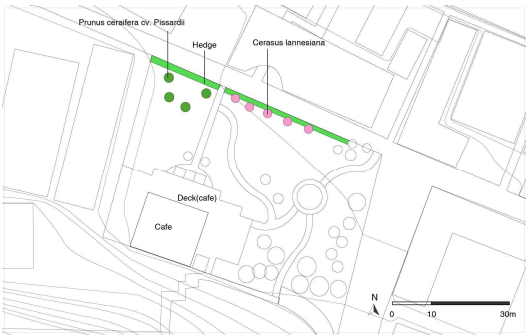 Prunus ceraifera cv. Pissardii
Hedge
Cerasus lannesiana
Deck(cafe)
Cafe
N
0 10 30m